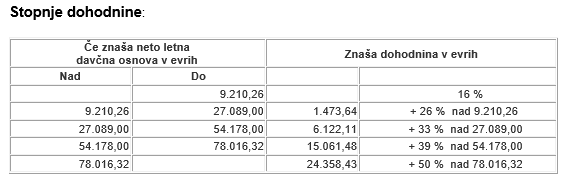 Stopnje dohodnine:
Če znaša neto letna
davčna osnova v evrih
Znaša dohodnina v evrih
Nad Do
9.210,26 16 %
9.210,26 27.089,00 1.473,64 + 26 % nad 9.210,26
27.089,00 54.178,00 6.122,11 + 33 % nad 27.089,00
54.178,00 78.016,32 15.061,48 + 39 % nad 54.178,00
78.016,32 24.358,43 + 50 % nad 78.016,32